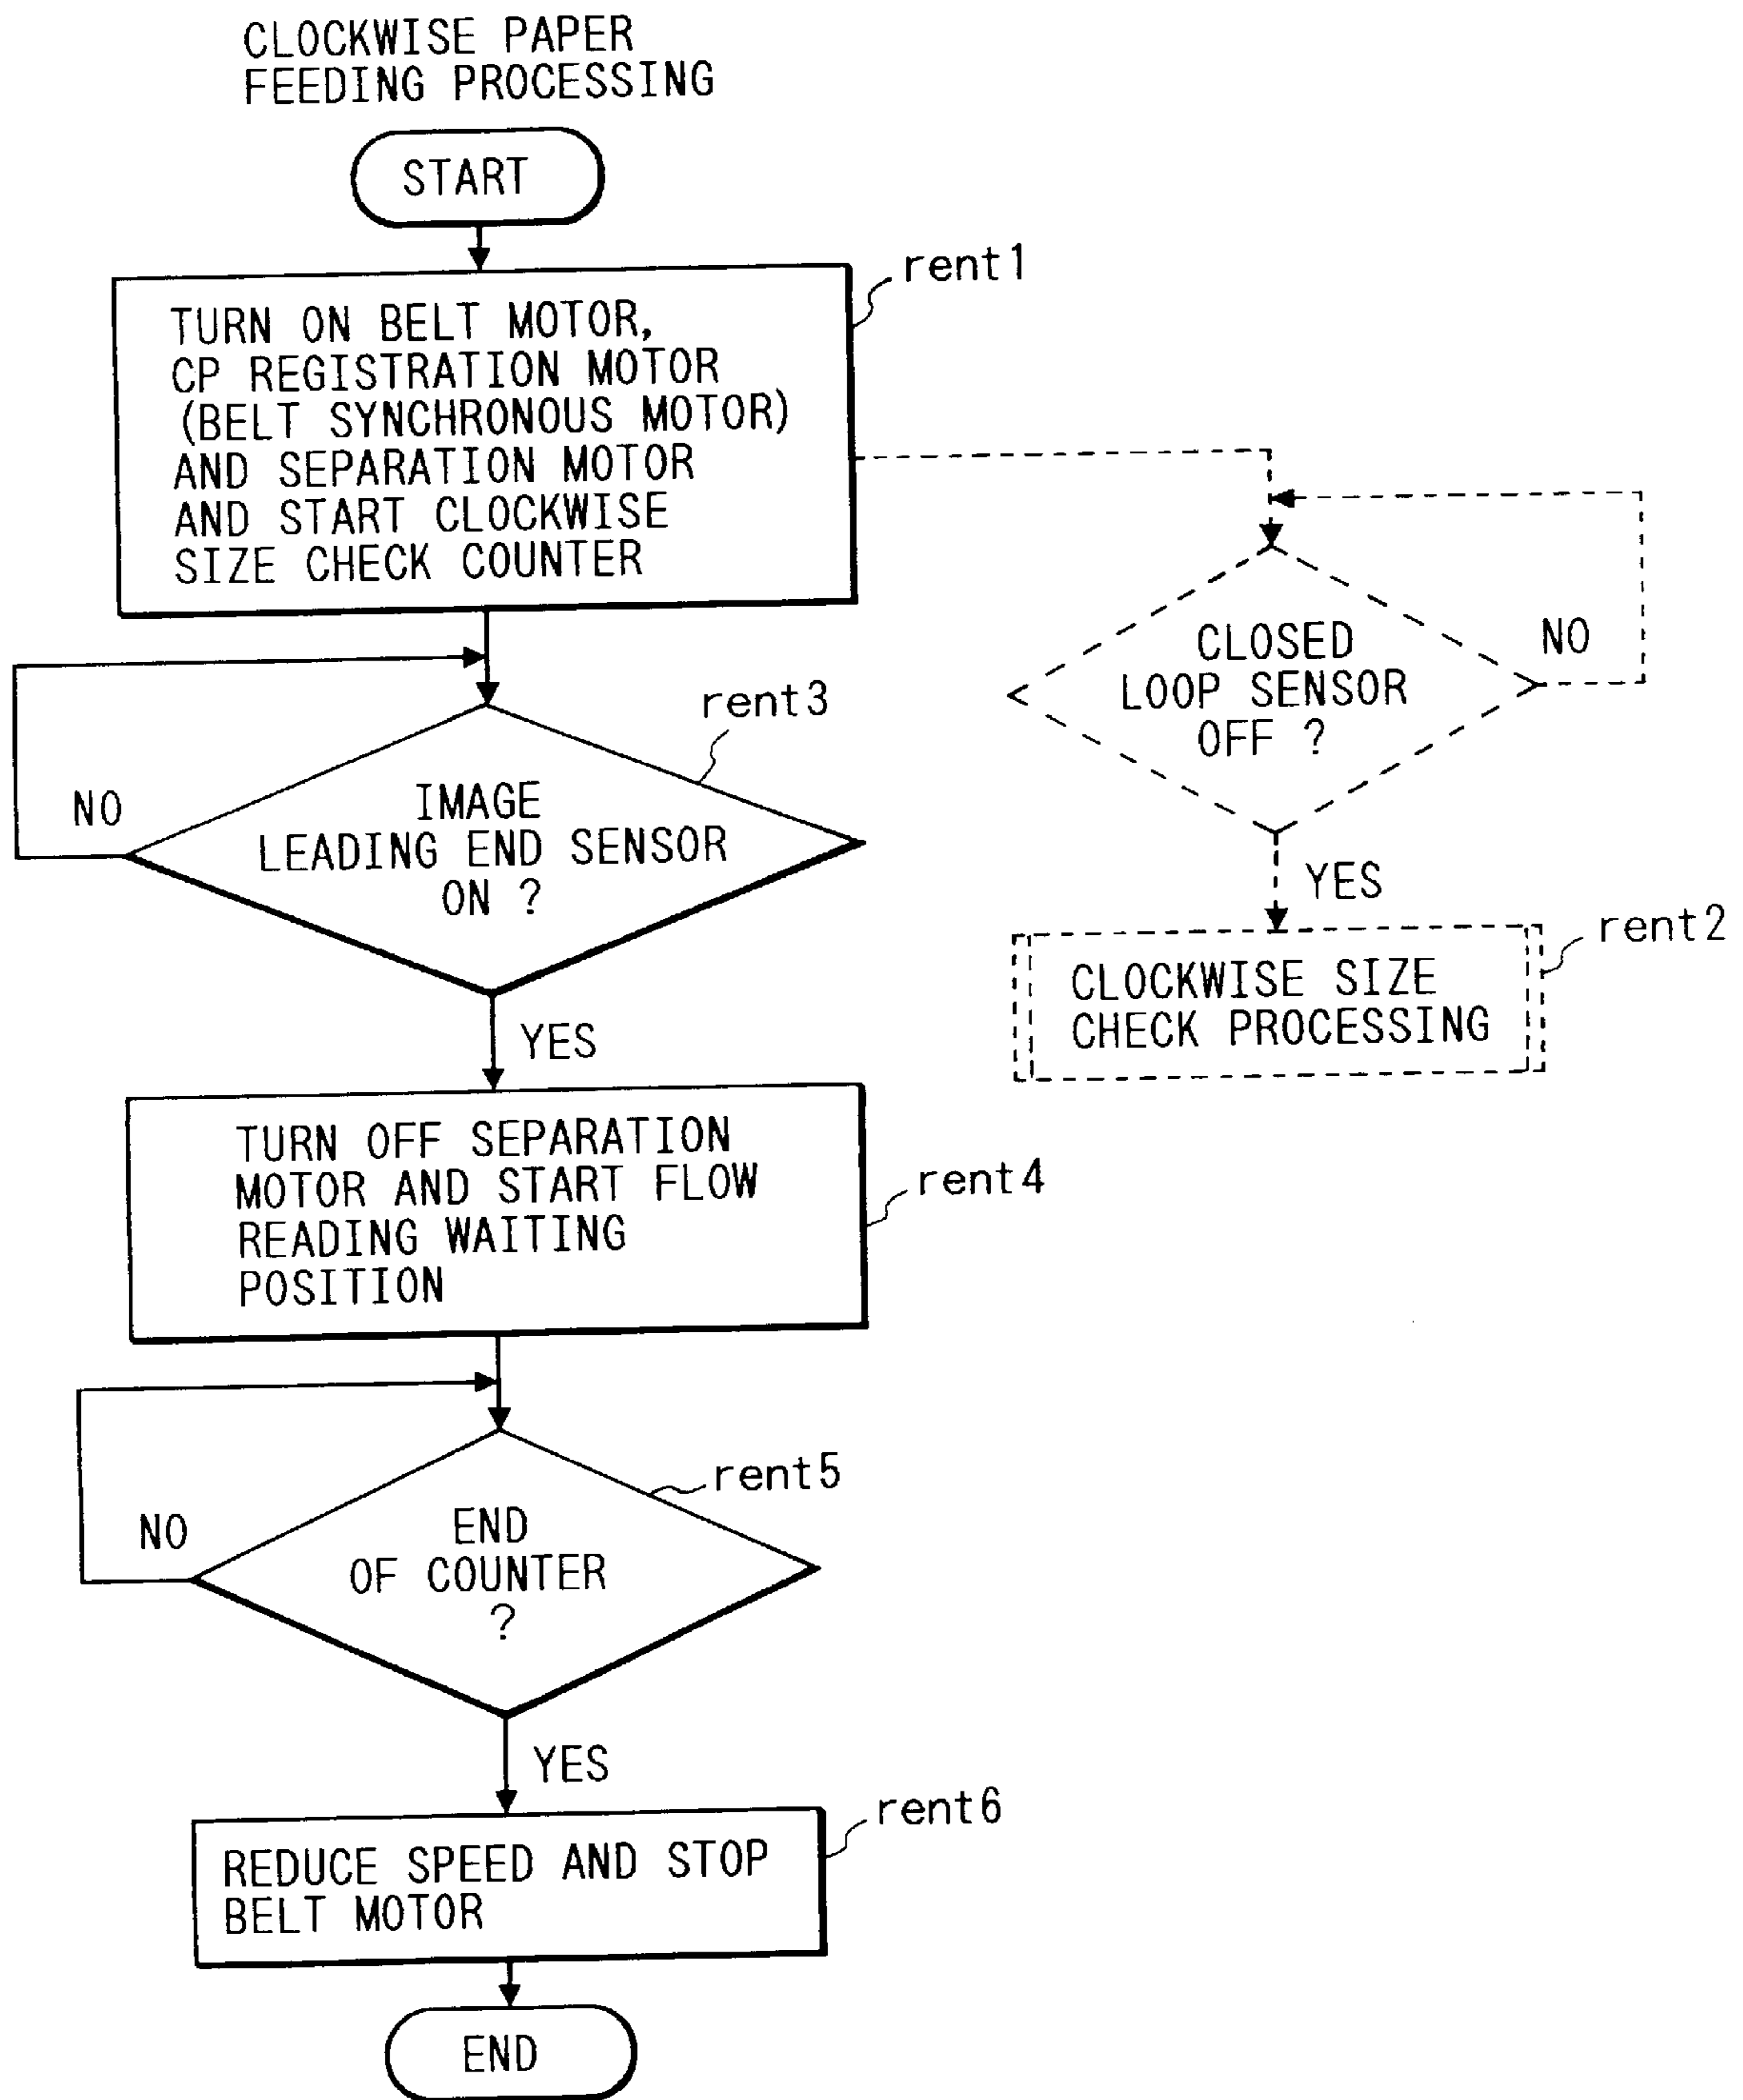 CLOCKWISE PAPER
FEEDING PROCESSING
START
rent1
TURN ON BELT MOTOR,
CP REGISTRATION MOTOR
(BELT SYNCHRONOUS MOTOR)
AND SEPARATION MOTOR
AND START CLOCKWISE
SIZE CHECK COUNTER
CLOSED
LOOP SENSOR
OFF ?
NO
YES
rent2
CLOCKWISE SIZE
CHECK PROCESSING
rent3
IMAGE
LEADING END SENSOR
ON ?
NO
YES
TURN OFF SEPARATION
MOTOR AND START FLOW
READING WAITING
POSITION
rent4
rent5
END
OF COUNTER
?
NO
YES
rent6
REDUCE SPEED AND STOP
BELT MOTOR
END